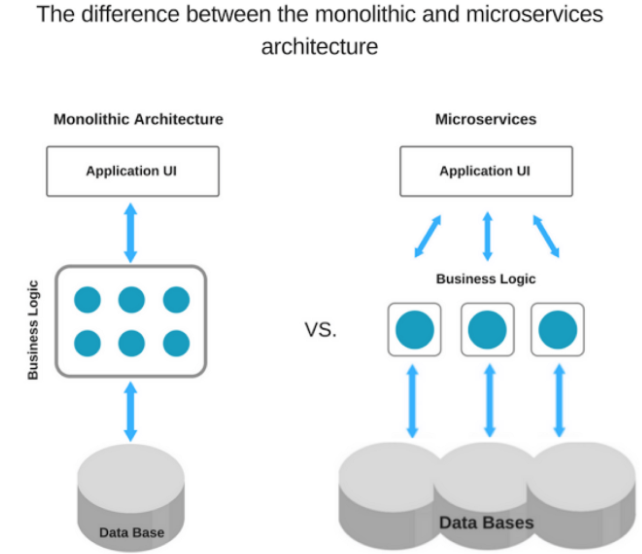 The difference between the monolithic and microservices
architecture
Monolithic Architecture
Application UI
Business Logic
Data Base
VS.
Microservices
Application UI
Business Logic
Data Bases